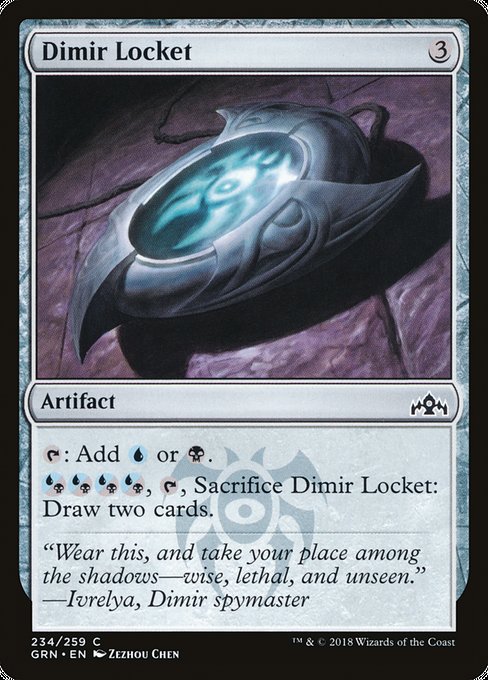 Dimir Locket 3
Artifact
: Add or .
, , Sacrifice Dimir Locket:
Draw two cards.
“Wear this, and take your place among
the shadows—wise, lethal, and unseen.”
—Ivrelya, Dimir spymaster
234/259 C
GRN • EN Zezhou Chen
™ & © 2018 Wizards of the Coast